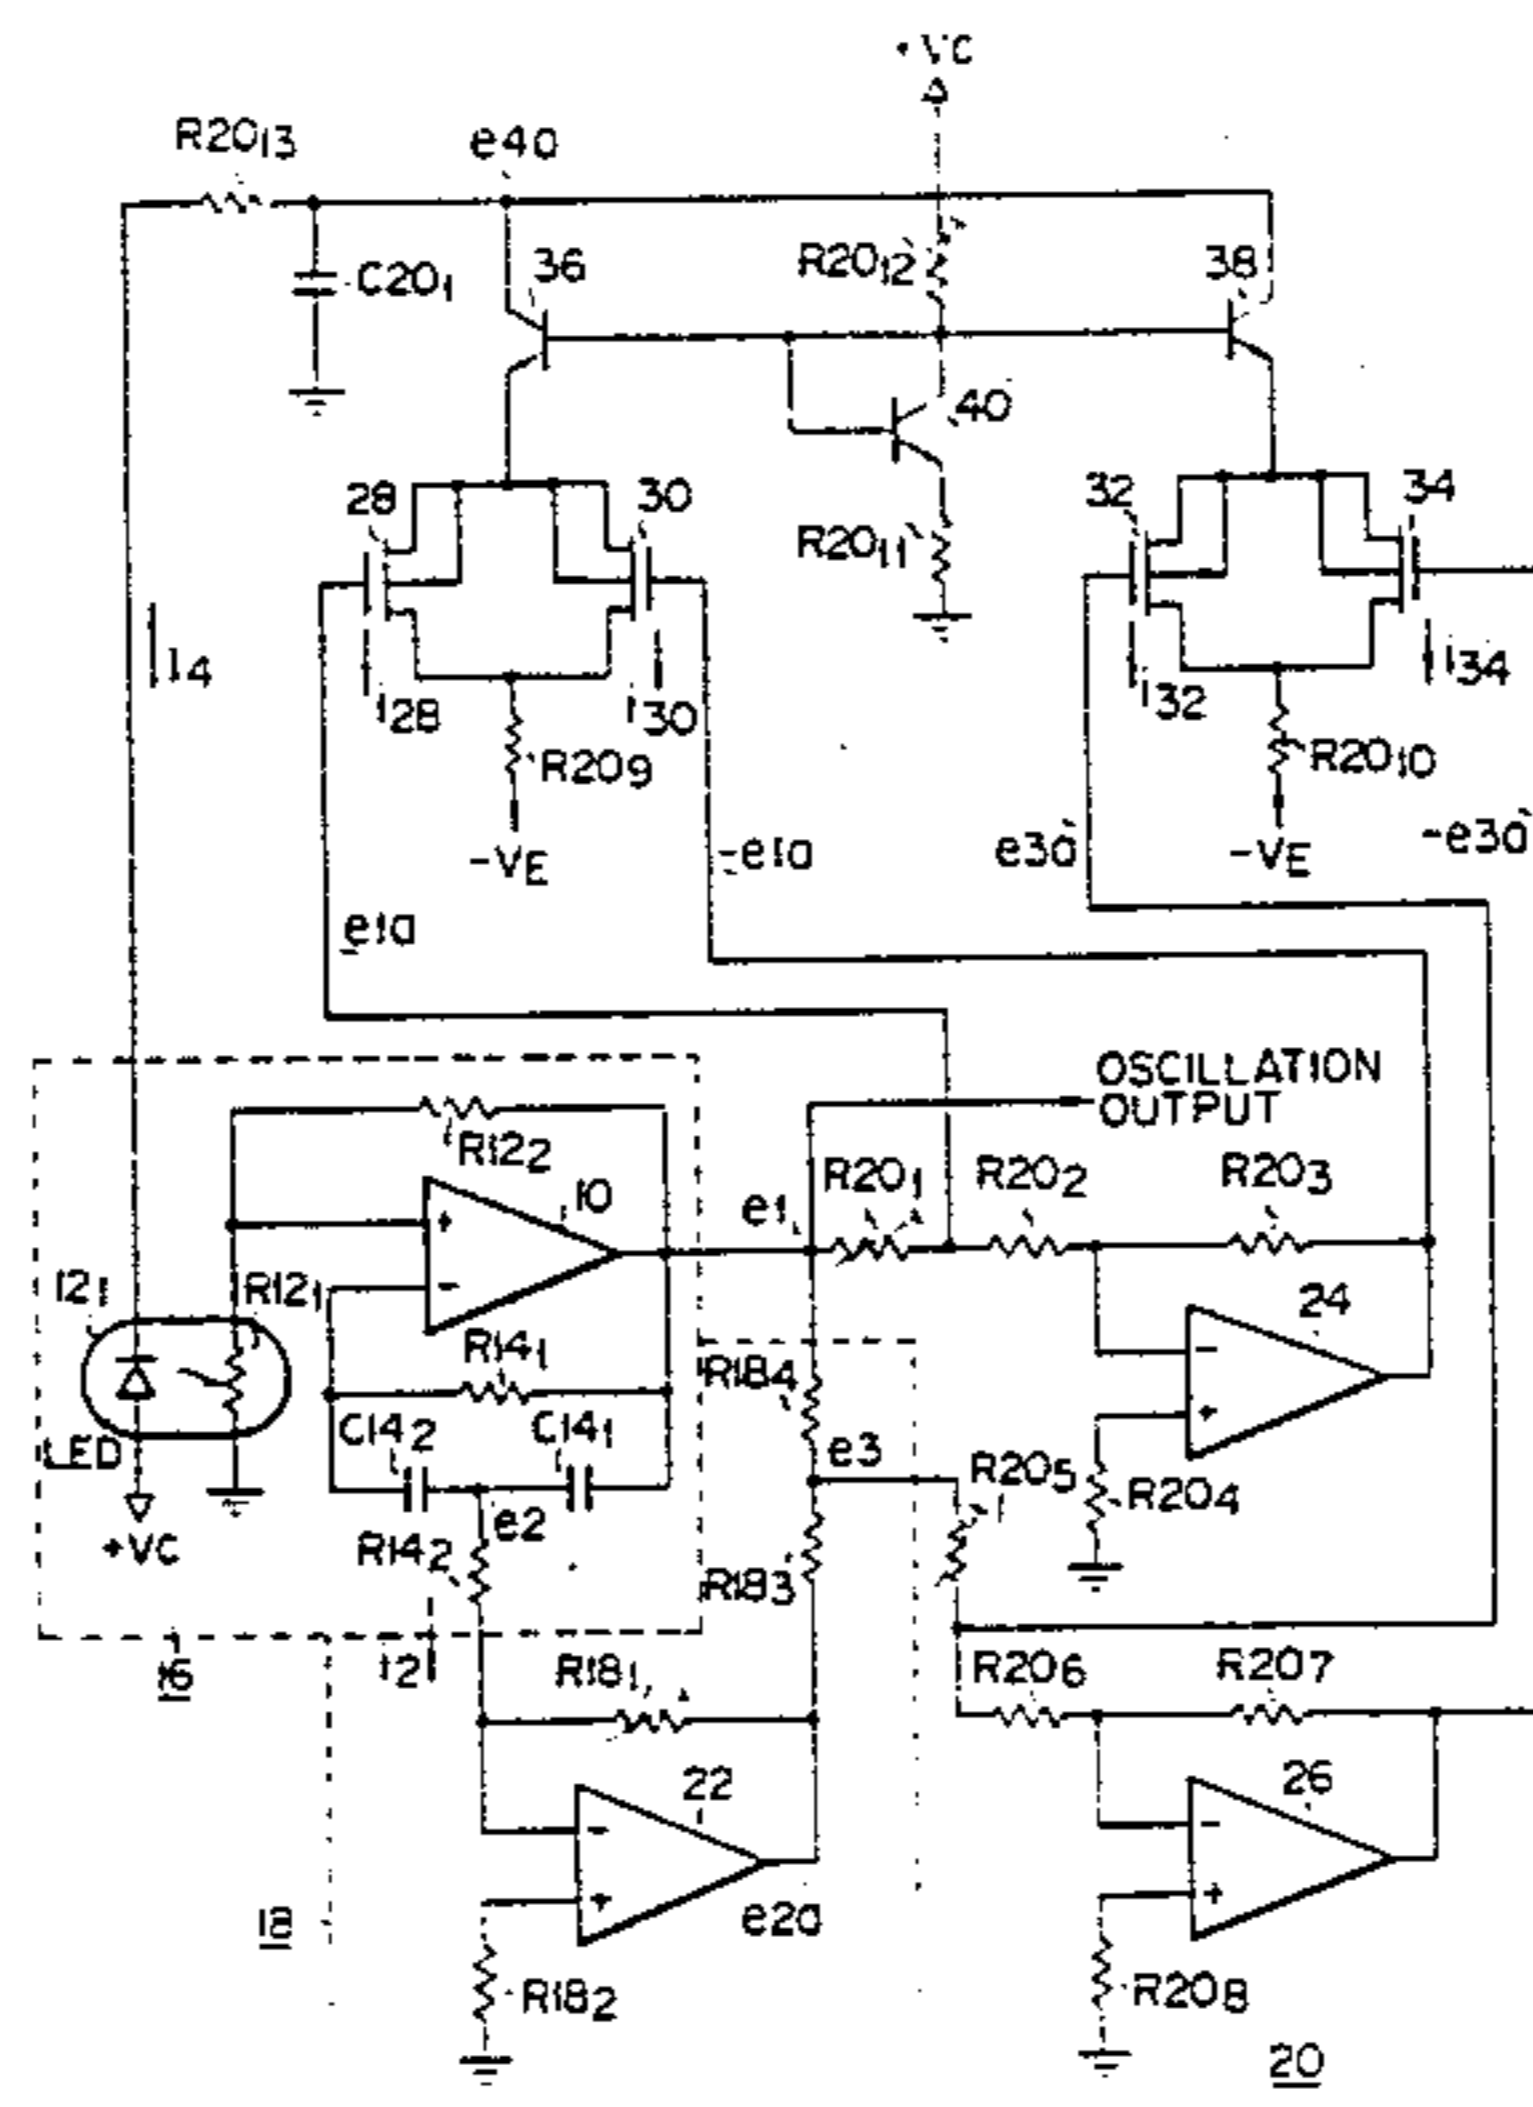 +VC
R20₁₃
e4a
R20₁₂
36
38
C20₁
40
28
30
32
34
R20₁₁
I4
i28
i30
i32
i34
R20₉
R20₁₀
-VE
-VE
-e1a
e3a
-e3a
e1a
OSCILLATION
OUTPUT
R12₂
10
e1
R20₁
R20₂
R20₃
12₁
R12₁
R14₁
24
R18₄
C14₂
C14₁
e3
R20₅
LED
R20₄
e2
+VC
R14₂
R18₃
16
12
R18₁
R20₆
R20₇
22
26
18
e2a
R18₂
R20₈
20